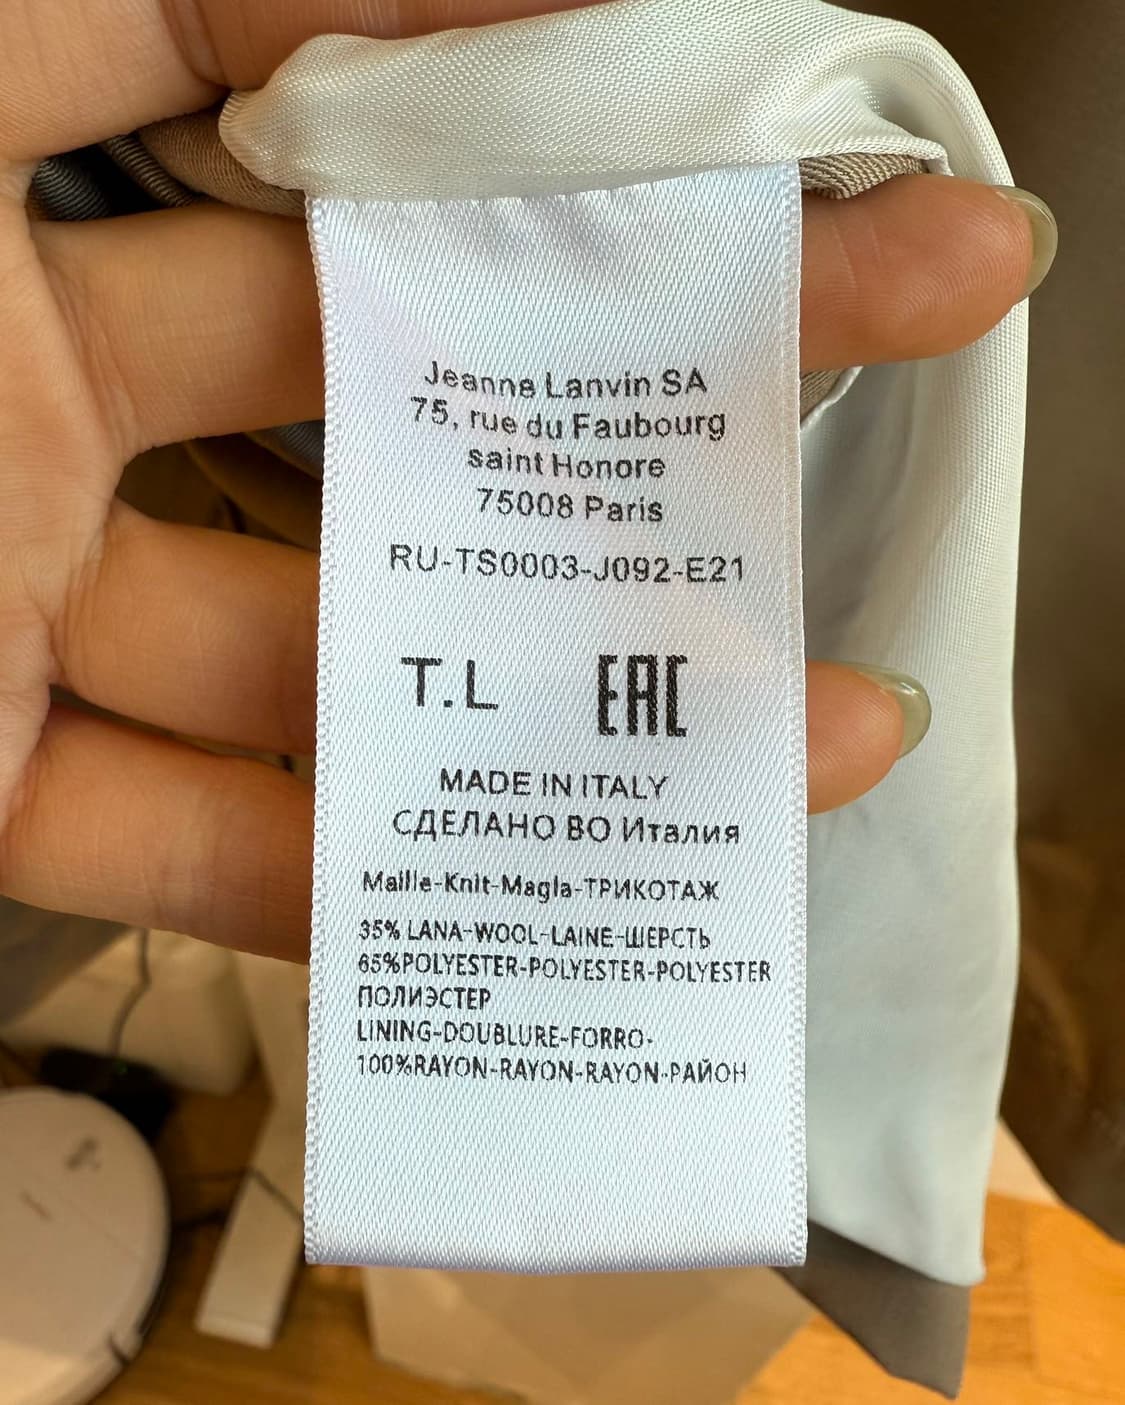 Jeanne Lanvin SA
75, rue du Faubourg
saint Honore
75008 Paris
RU-TS0003-J092-E21
T.L EAC
MADE IN ITALY
СДЕЛАНО ВО Италия
Maille-Knit-Magla-ТРИКОТАЖ
35% LANA-WOOL-LAINE-ШЕРСТЬ
65%POLYESTER-POLYESTER-POLYESTER
ПОЛИЭСТЕР
LINING-DOUBLURE-FORRO-
100%RAYON-RAYON-RAYON-РАЙОН